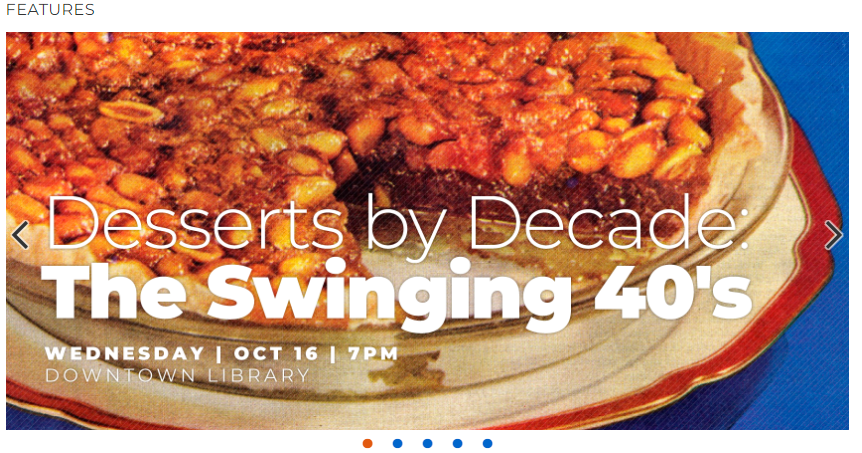 FEATURES
Desserts by Decade:
The Swinging 40's
WEDNESDAY | OCT 16 | 7PM
DOWNTOWN LIBRARY